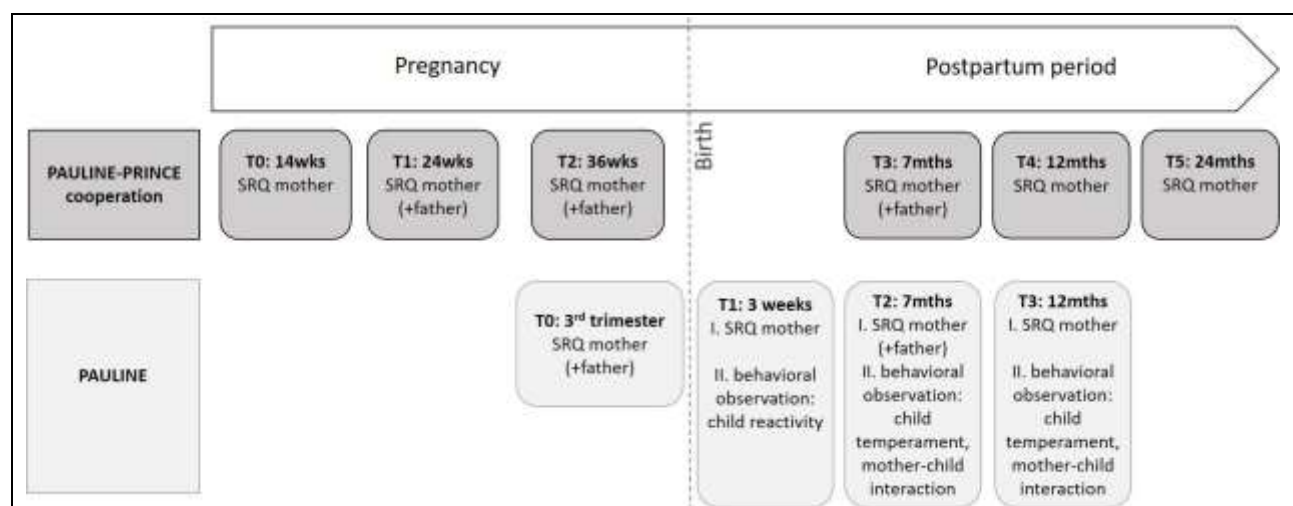 Pregnancy
Postpartum period
Birth
PAULINE-PRINCE
cooperation
T0: 14wks
SRQ mother
T1: 24wks
SRQ mother
(+father)
T2: 36wks
SRQ mother
(+father)
T3: 7mths
SRQ mother
(+father)
T4: 12mths
SRQ mother
T5: 24mths
SRQ mother
PAULINE
T0: 3rd trimester
SRQ mother
(+father)
T1: 3 weeks
I. SRQ mother
II. behavioral
observation:
child reactivity
T2: 7mths
I. SRQ mother
(+father)
II. behavioral
observation:
child
temperament,
mother-child
interaction
T3: 12mths
I. SRQ mother
II. behavioral
observation:
child
temperament,
mother-child
interaction